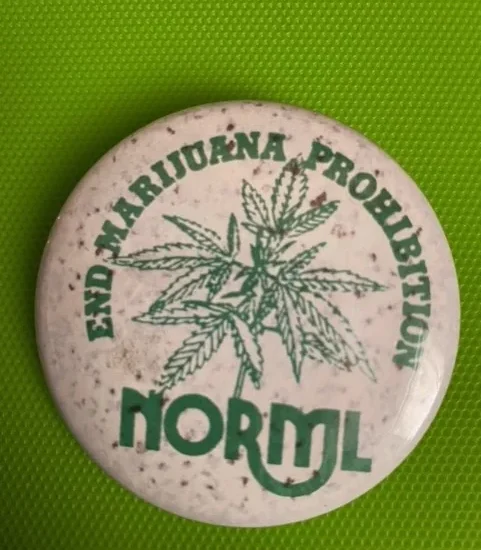 END MARIJUANA PROHIBITION
NORML